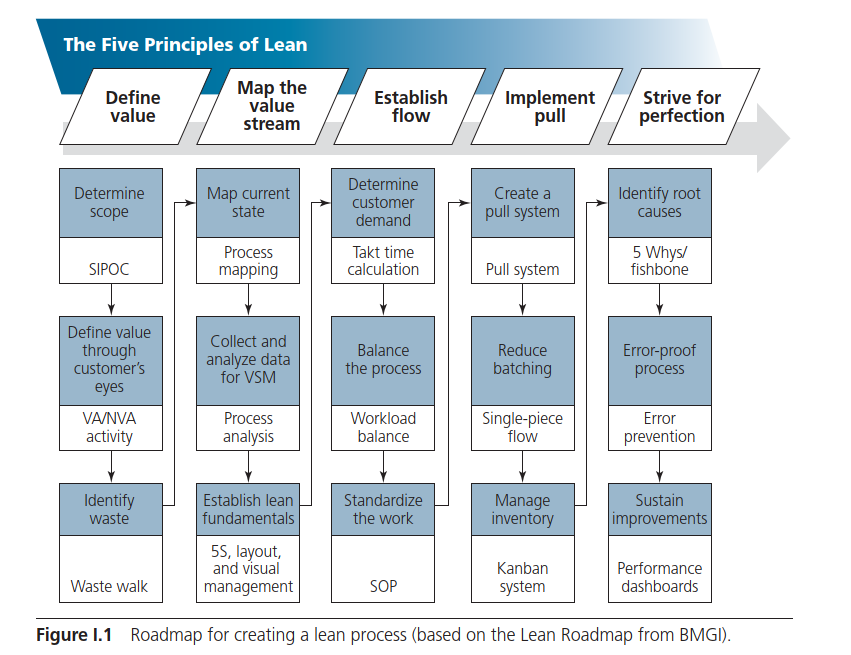 The Five Principles of Lean
Define
value
Map the
value
stream
Establish
flow
Implement
pull
Strive for
perfection
Determine
scope
SIPOC
Define value
through
customer's
eyes
VA/NVA
activity
Identify
waste
Waste walk
Map current
state
Process
mapping
Collect and
analyze data
for VSM
Process
analysis
Establish lean
fundamentals
5S, layout,
and visual
management
Determine
customer
demand
Takt time
calculation
Balance
the process
Workload
balance
Standardize
the work
SOP
Create a
pull system
Pull system
Reduce
batching
Single-piece
flow
Manage
inventory
Kanban
system
Identify root
causes
5 Whys/
fishbone
Error-proof
process
Error
prevention
Sustain
improvements
Performance
dashboards
Figure I.1 Roadmap for creating a lean process (based on the Lean Roadmap from BMGI).